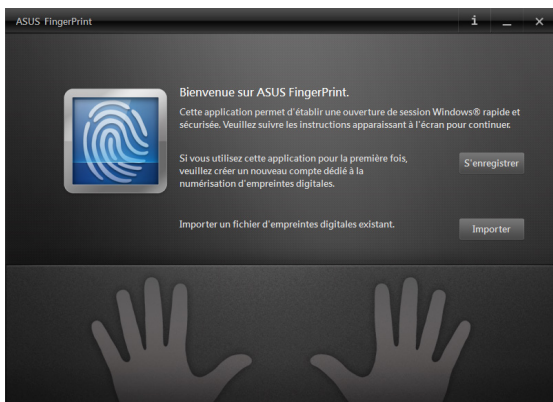 ASUS FingerPrint
Bienvenue sur ASUS FingerPrint.
Cette application permet d'établir une ouverture de session Windows® rapide et
sécurisée. Veuillez suivre les instructions apparaissant à l'écran pour continuer.
Si vous utilisez cette application pour la première fois,
veuillez créer un nouveau compte dédié à la
numérisation d'empreintes digitales.
S'enregistrer
Importer un fichier d'empreintes digitales existant.
Importer